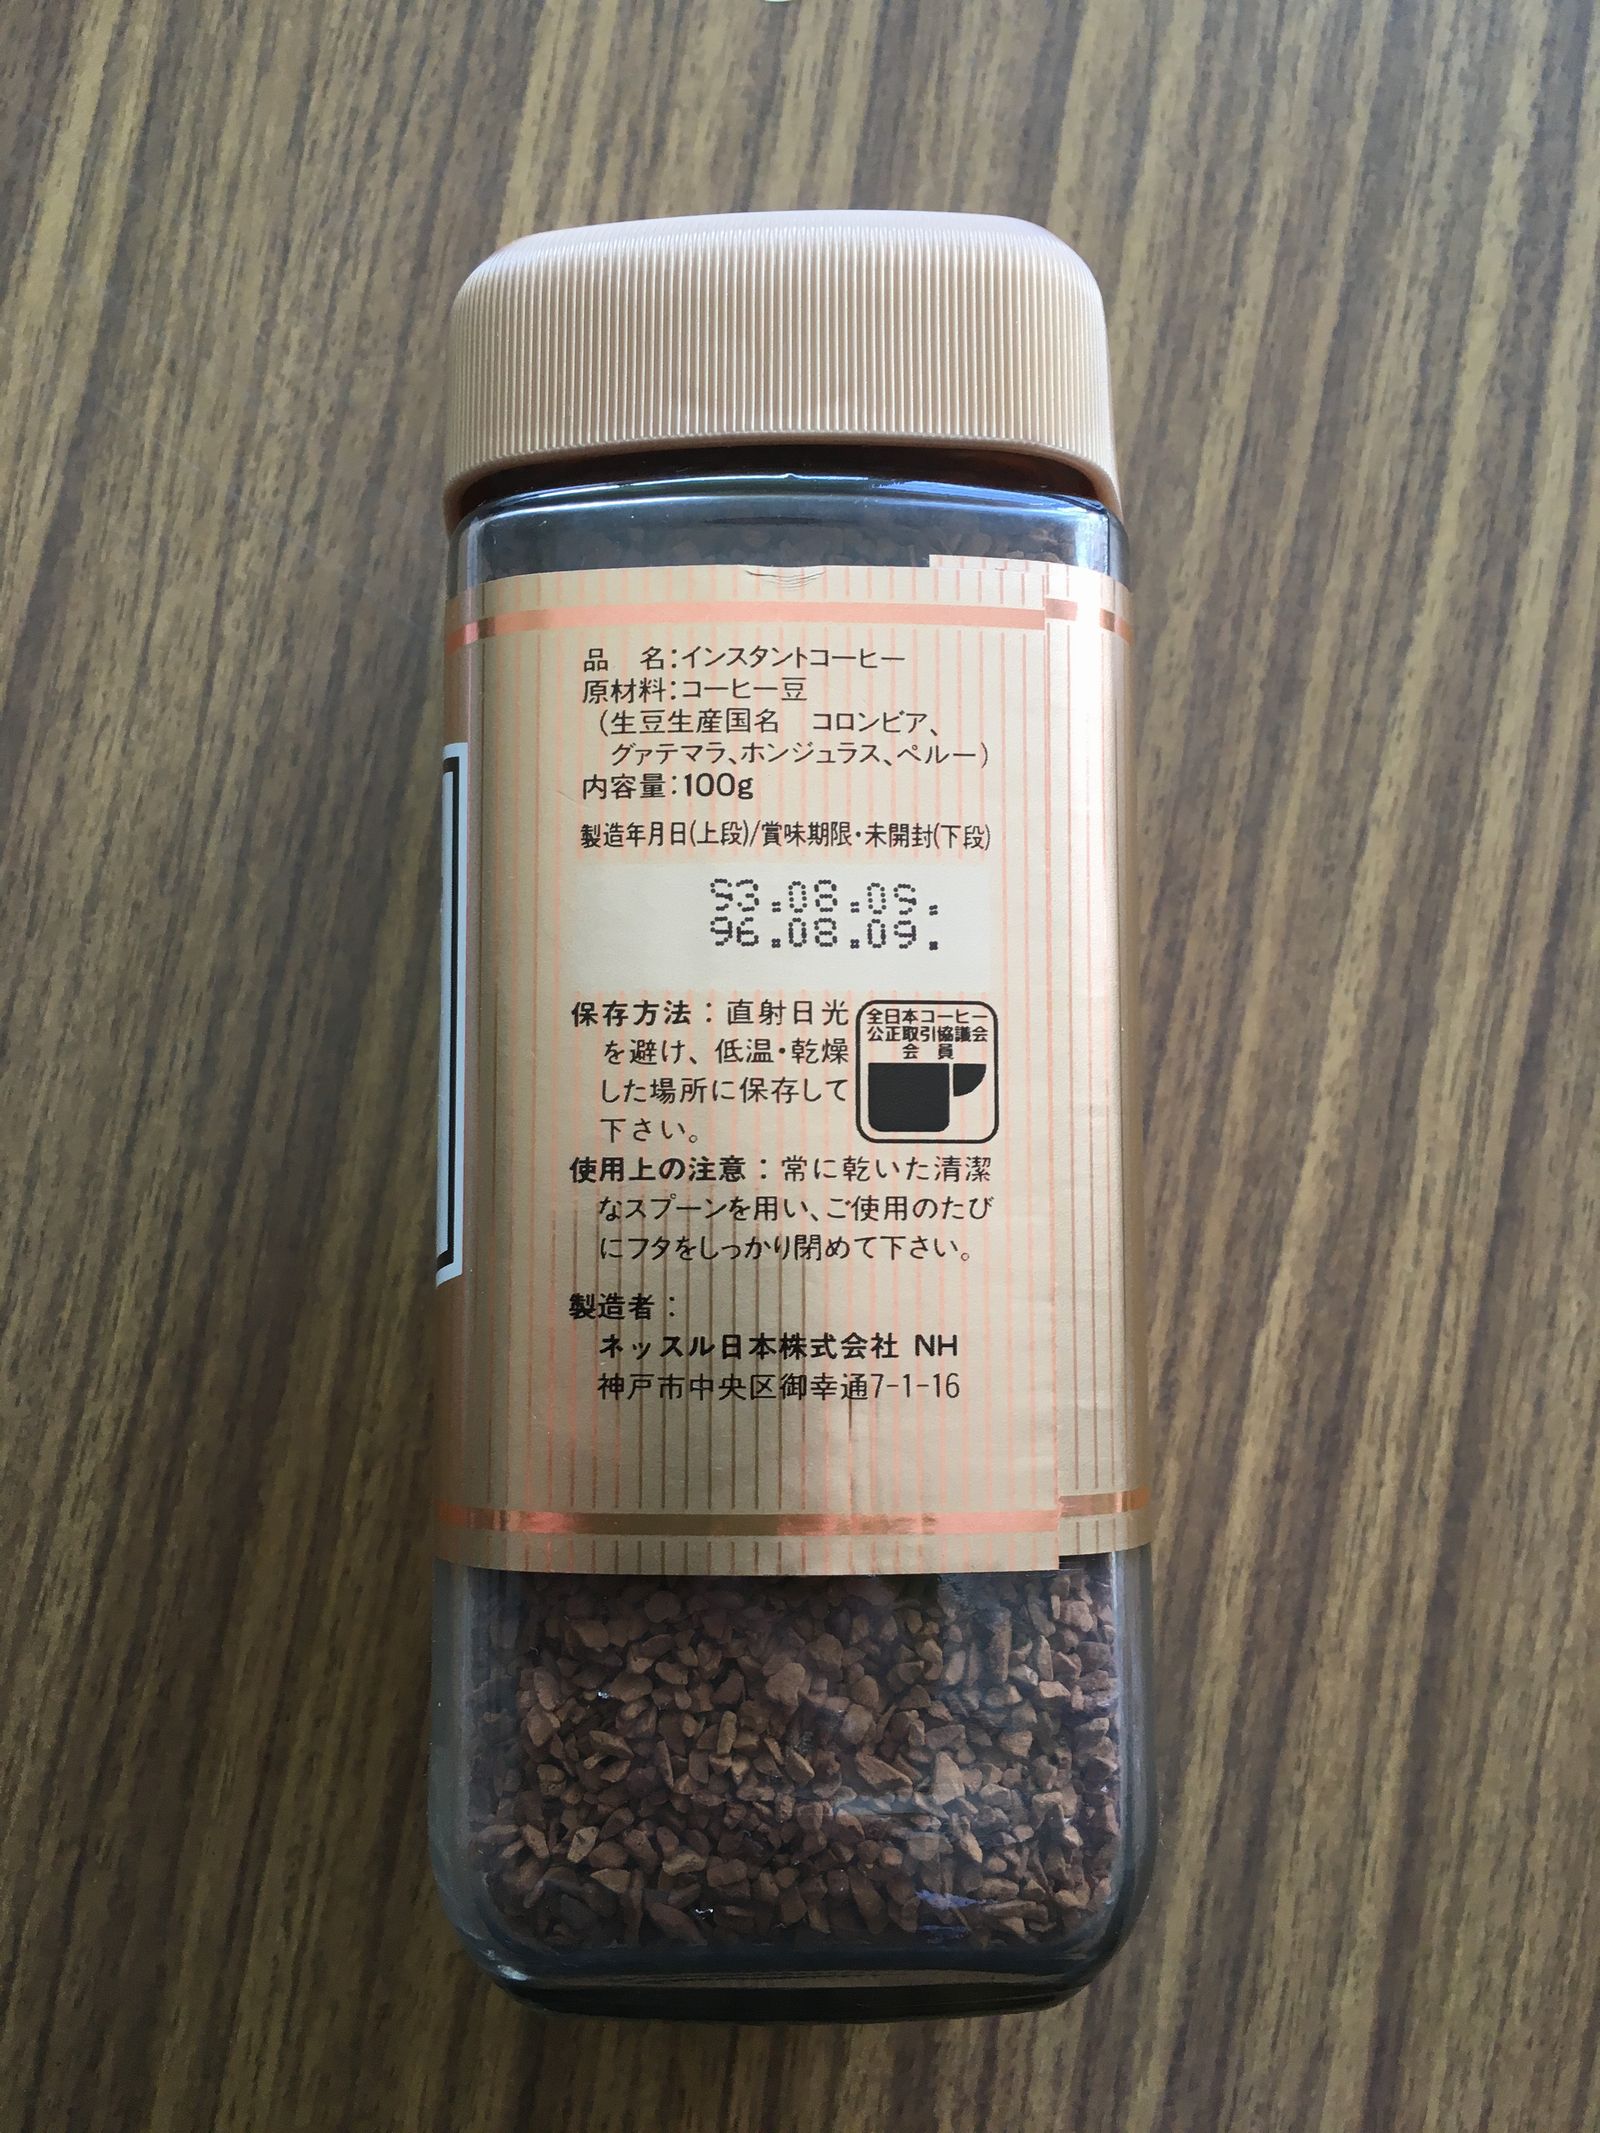 品　名：インスタントコーヒー
原材料：コーヒー豆
(生豆生産国名　コロンビア、
グァテマラ、ホンジュラス、ペルー)
内容量：100g
製造年月日(上段)/賞味期限・未開封(下段)
93.08.09.
96.08.09.
保存方法：直射日光
を避け、低温・乾燥
した場所に保存して
下さい。
全日本コーヒー
公正取引協議会
会　員
使用上の注意：常に乾いた清潔
なスプーンを用い、ご使用のたび
にフタをしっかり閉めて下さい。
製造者：
ネッスル日本株式会社 NH
神戸市中央区御幸通7-1-16